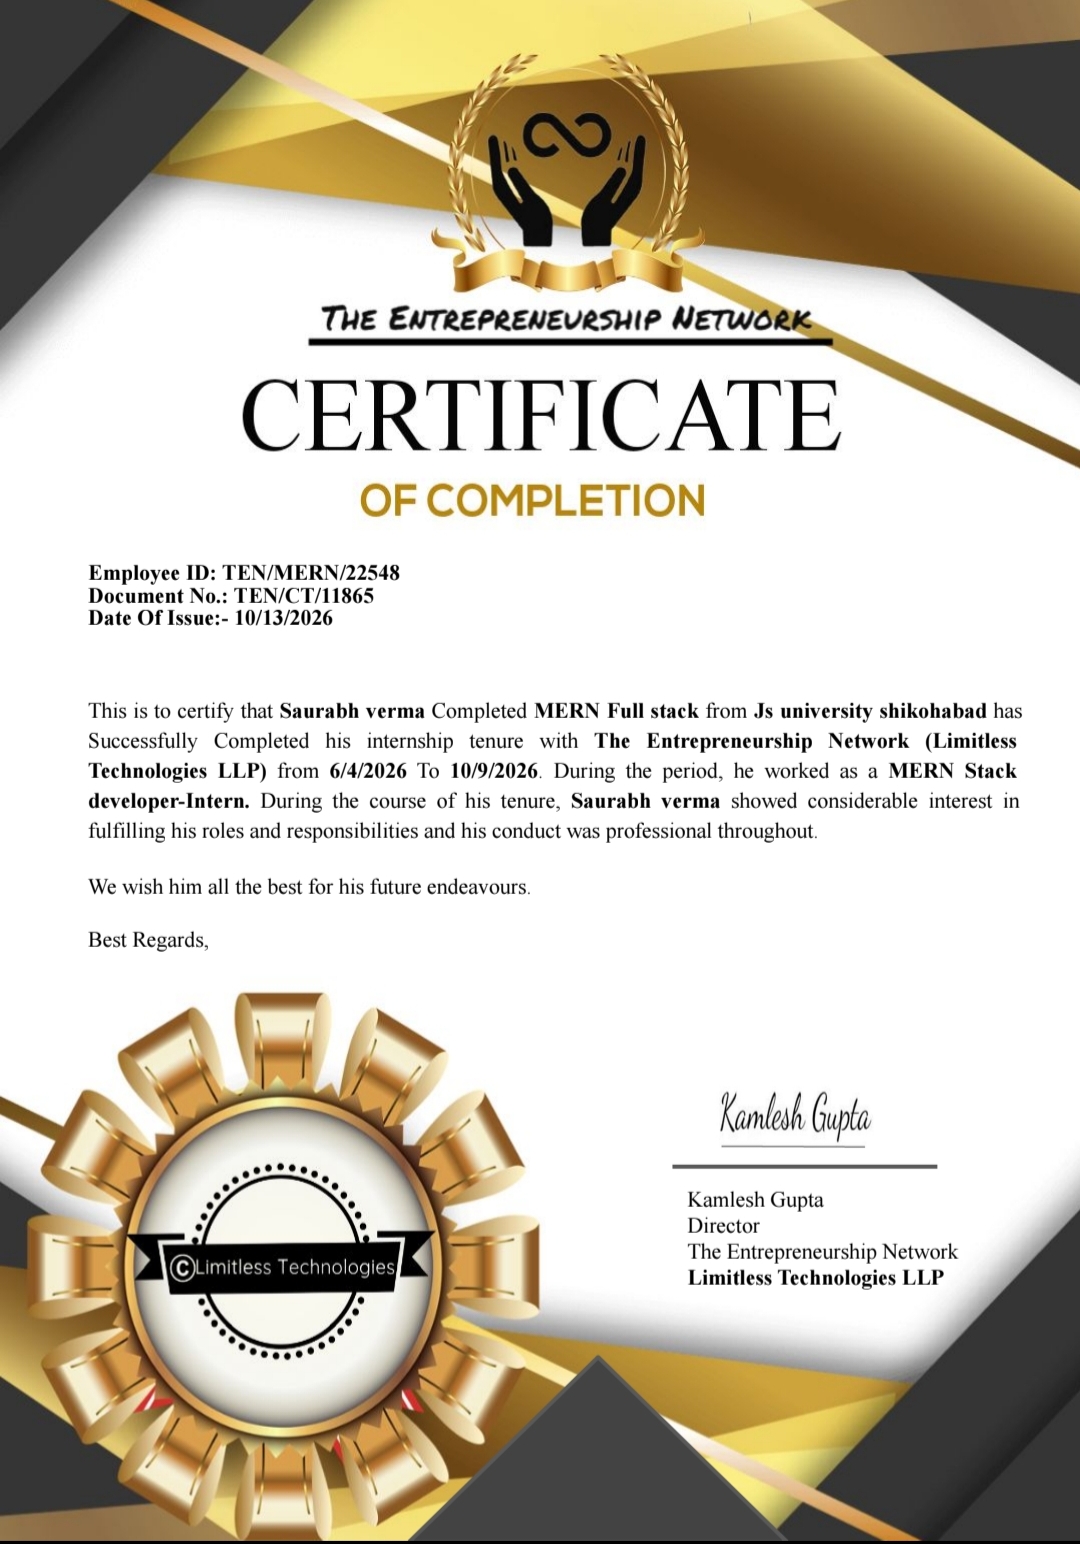 The Entrepreneurship Network
CERTIFICATE
OF COMPLETION
Employee ID: TEN/MERN/22548
Document No.: TEN/CT/11865
Date Of Issue:- 10/13/2026
This is to certify that Saurabh verma Completed MERN Full stack from Js university shikohabad has
Successfully Completed his internship tenure with The Entrepreneurship Network (Limitless
Technologies LLP) from 6/4/2026 To 10/9/2026. During the period, he worked as a MERN Stack
developer-Intern. During the course of his tenure, Saurabh verma showed considerable interest in
fulfilling his roles and responsibilities and his conduct was professional throughout.
We wish him all the best for his future endeavours.
Best Regards,
©Limitless Technologies
Kamlesh Gupta
Kamlesh Gupta
Director
The Entrepreneurship Network
Limitless Technologies LLP